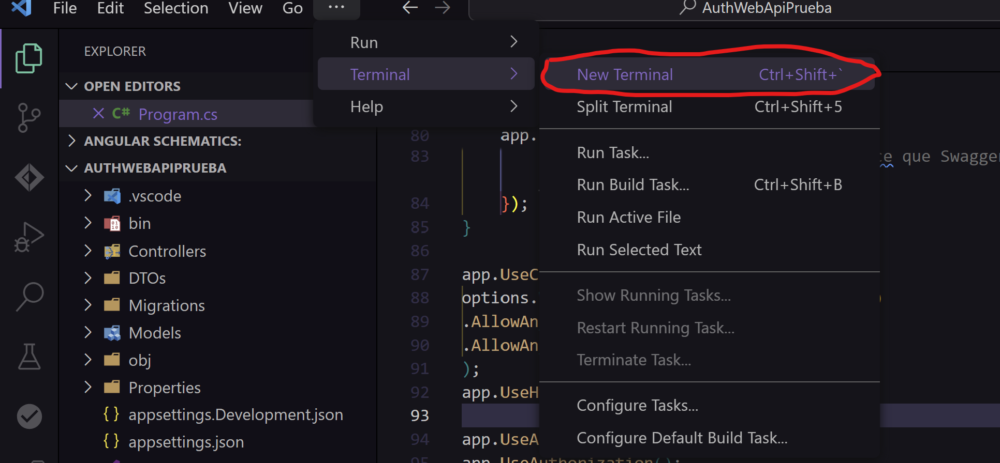 File Edit Selection View Go ... AuthWebApiPrueba
EXPLORER
OPEN EDITORS
C# Program.cs
ANGULAR SCHEMATICS:
AUTHWEBAPIPRUEBA
.vscode
bin
Controllers
DTOs
Migrations
Models
obj
Properties
{ } appsettings.Development.json
{ } appsettings.json
Run
Terminal
Help
New Terminal Ctrl+Shift+`
Split Terminal Ctrl+Shift+5
Run Task...
Run Build Task... Ctrl+Shift+B
Run Active File
Run Selected Text
Show Running Tasks...
Restart Running Task...
Terminate Task...
Configure Tasks...
Configure Default Build Task...
80 app.
83 que Swagger
84 });
85 }
86
87 app.UseC
88 options.
89 .AllowAn
90 .AllowAn
91 );
92 app.UseH
93
94 app.UseA
95 app.UseAuthorization();